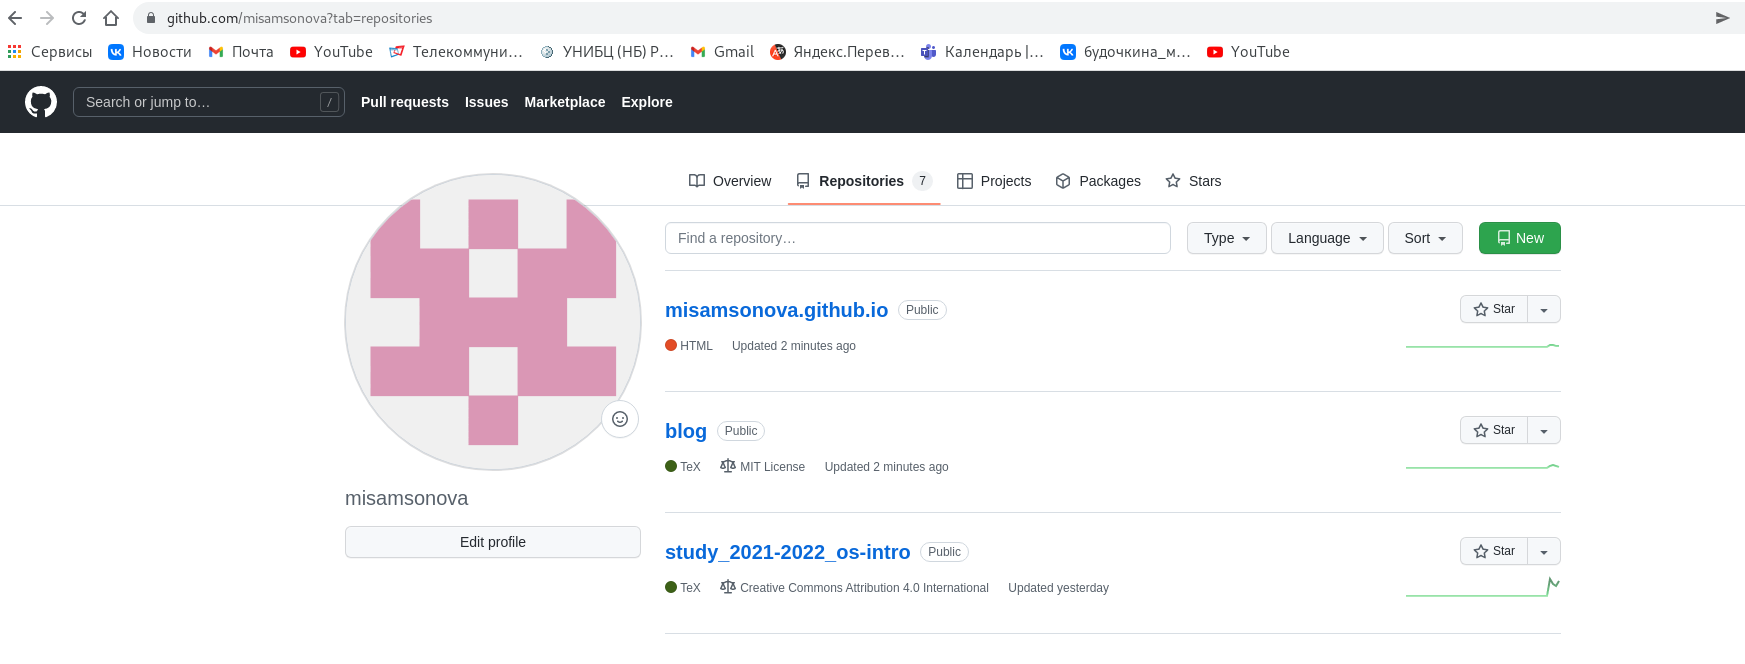 github.com/misamsonova?tab=repositories
Сервисы Новости Почта YouTube Телекоммуни... УНИБЦ (НБ) Р... Gmail Яндекс.Перев... Календарь |... будочкина_м... YouTube
Search or jump to… / Pull requests Issues Marketplace Explore
Overview Repositories 7 Projects Packages Stars
Find a repository… Type Language Sort New
misamsonova.github.io Public Star
HTML Updated 2 minutes ago
blog Public Star
TeX MIT License Updated 2 minutes ago
misamsonova
Edit profile
study_2021-2022_os-intro Public Star
TeX Creative Commons Attribution 4.0 International Updated yesterday